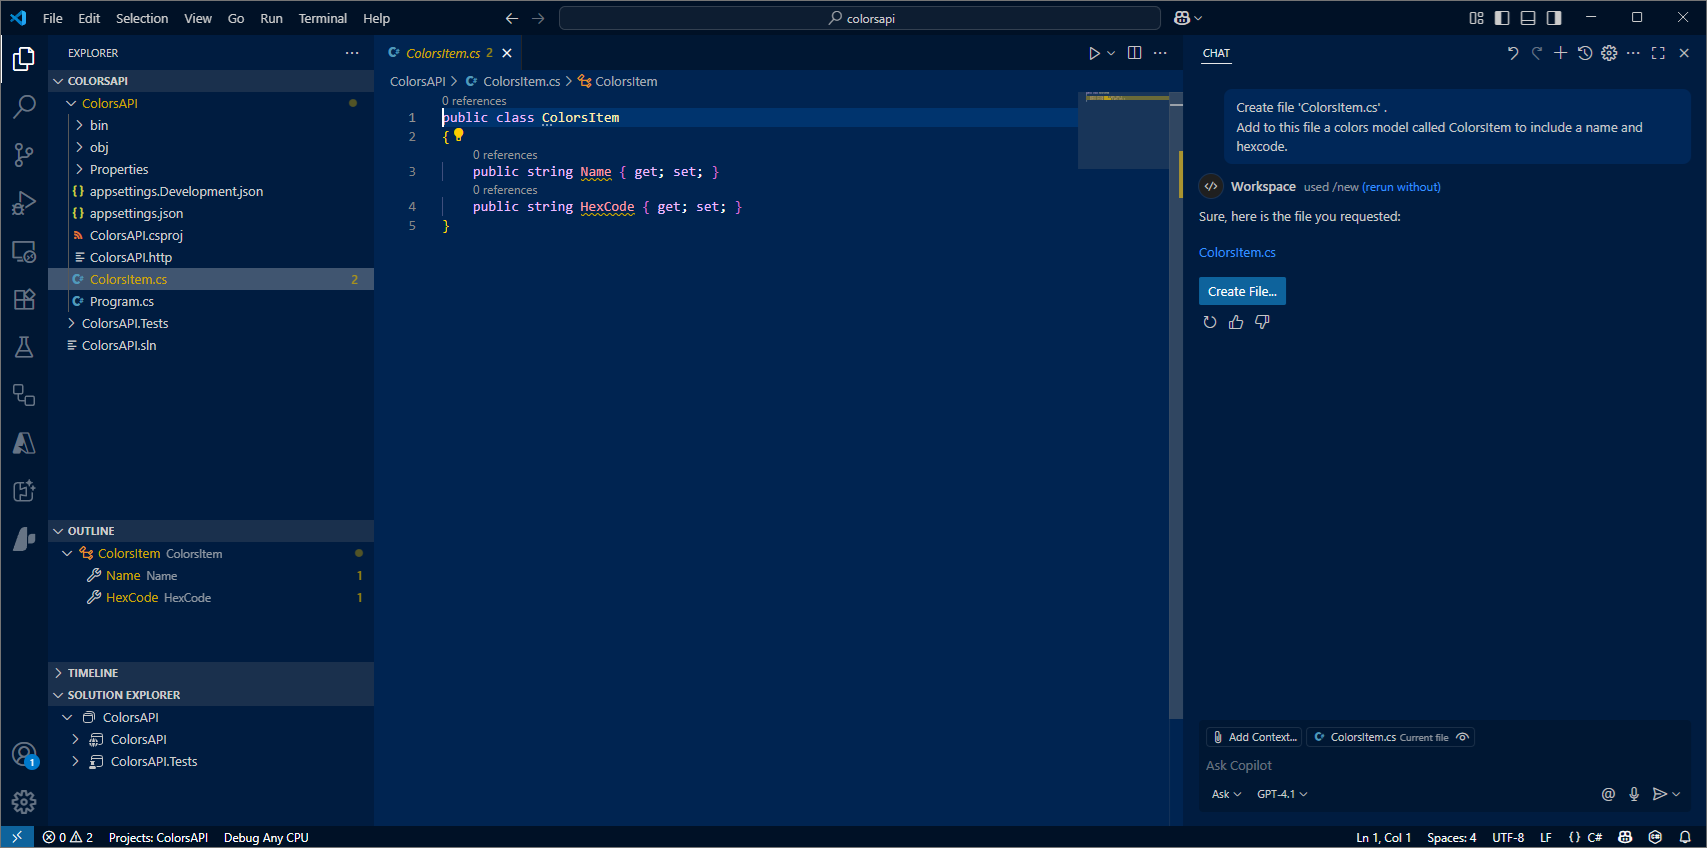 File Edit Selection View Go Run Terminal Help
colorsapi
EXPLORER
COLORSAPI
ColorsAPI
bin
obj
Properties
{} appsettings.Development.json
{} appsettings.json
ColorsAPI.csproj
ColorsAPI.http
C# ColorsItem.cs 2
C# Program.cs
ColorsAPI.Tests
ColorsAPI.sln
OUTLINE
ColorsItem ColorsItem
Name Name 1
HexCode HexCode 1
TIMELINE
SOLUTION EXPLORER
ColorsAPI
ColorsAPI
ColorsAPI.Tests
1
C# ColorsItem.cs 2
ColorsAPI > C# ColorsItem.cs > ColorsItem
0 references
1 public class ColorsItem
2 {
0 references
3 public string Name { get; set; }
0 references
4 public string HexCode { get; set; }
5 }
CHAT
Create file 'ColorsItem.cs' .
Add to this file a colors model called ColorsItem to include a name and
hexcode.
Workspace used /new (rerun without)
Sure, here is the file you requested:
ColorsItem.cs
Create File...
Add Context... C# ColorsItem.cs Current file
Ask Copilot
Ask GPT-4.1 @
0 2 Projects: ColorsAPI Debug Any CPU
Ln 1, Col 1 Spaces: 4 UTF-8 LF {} C#